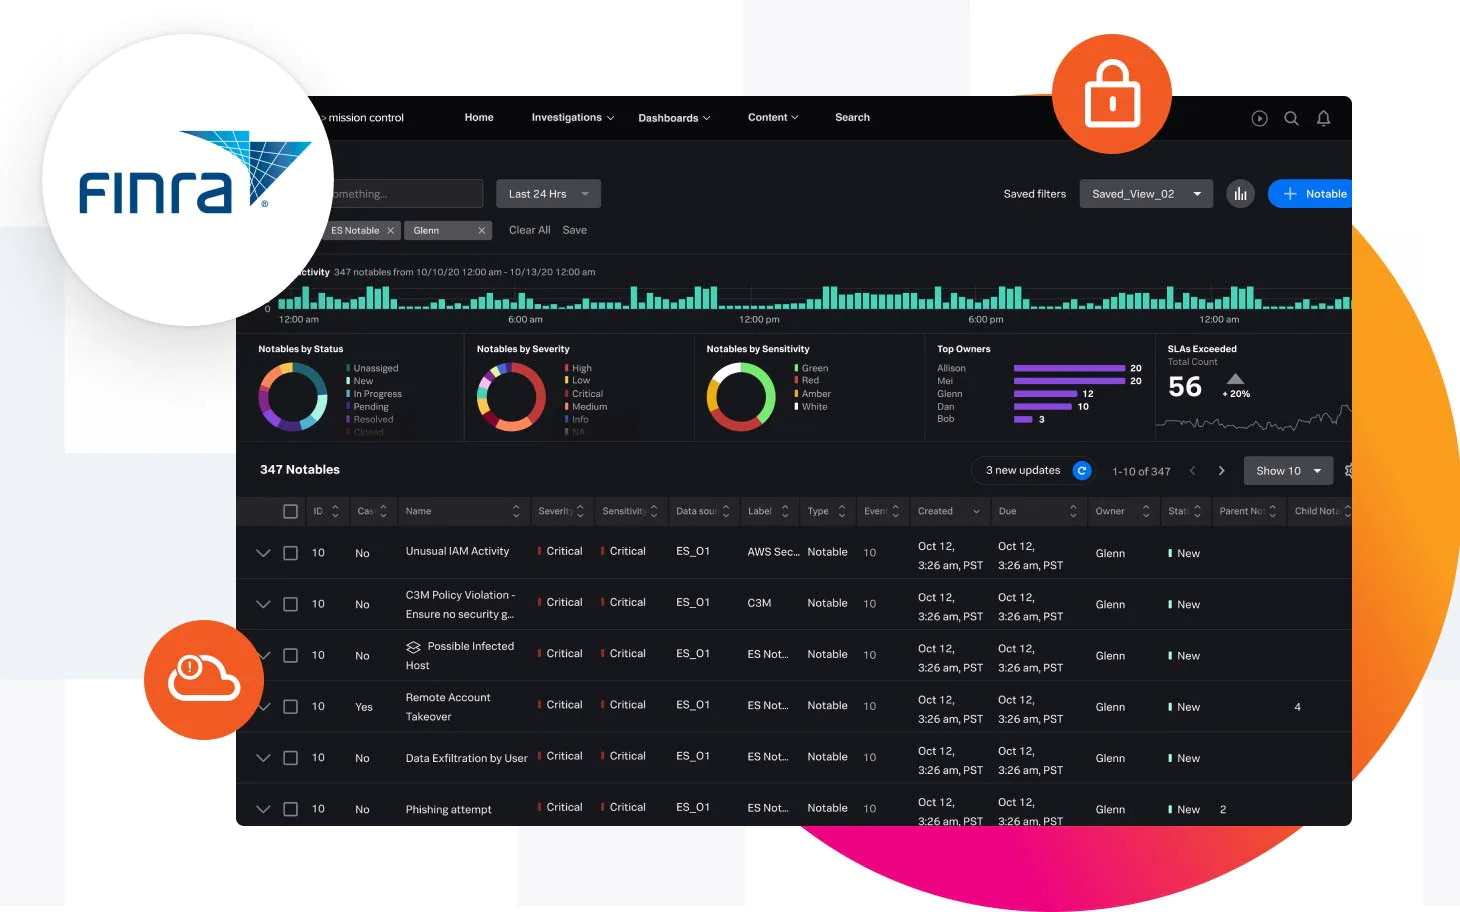 FINRA
®
>mission control
Home
Investigations
Dashboards
Content
Search
omething...
Last 24 Hrs
Saved filters
Saved_View_02
+ Notable
ES Notable ×
Glenn ×
Clear All
Save
ctivity 347 notables from 10/10/20 12:00 am - 10/13/20 12:00 am
0
12:00 am
6:00 am
12:00 pm
6:00 pm
12:00 am
Notables by Status
Unassiged
New
In Progress
Pending
Resolved
Closed
Notables by Severity
High
Low
Critical
Medium
Info
NA
Notables by Sensitivity
Green
Red
Amber
White
Top Owners
Allison 20
Mei 20
Glenn 12
Dan 10
Bob 3
SLAs Exceeded
Total Count
56
+ 20%
347 Notables
3 new updates
1-10 of 347
Show 10
ID Cas Name Severity Sensitivity Data sour Label Type Event Created Due Owner Statu Parent Not Child Nota
10 No Unusual IAM Activity Critical Critical ES_O1 AWS Sec... Notable 10 Oct 12, 3:26 am, PST Oct 12, 3:26 am, PST Glenn New
10 No C3M Policy Violation - Ensure no security g... Critical Critical ES_O1 C3M Notable 10 Oct 12, 3:26 am, PST Oct 12, 3:26 am, PST Glenn New
10 No Possible Infected Host Critical Critical ES_O1 ES Not... Notable 10 Oct 12, 3:26 am, PST Oct 12, 3:26 am, PST Glenn New
10 Yes Remote Account Takeover Critical Critical ES_O1 ES Not... Notable 10 Oct 12, 3:26 am, PST Oct 12, 3:26 am, PST Glenn New 4
10 No Data Exfiltration by User Critical Critical ES_O1 ES Not... Notable 10 Oct 12, 3:26 am, PST Oct 12, 3:26 am, PST Glenn New
10 No Phishing attempt Critical Critical ES_O1 ES Not... Notable 10 Oct 12, 3:26 am, PST Oct 12, 3:26 am, PST Glenn New 2